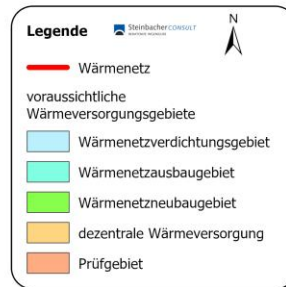 Legende
Steinbacher CONSULT
N
Wärmenetz
voraussichtliche
Wärmeversorgungsgebiete
Wärmenetzverdichtungsgebiet
Wärmenetzausbaugebiet
Wärmenetzneubaugebiet
dezentrale Wärmeversorgung
Prüfgebiet